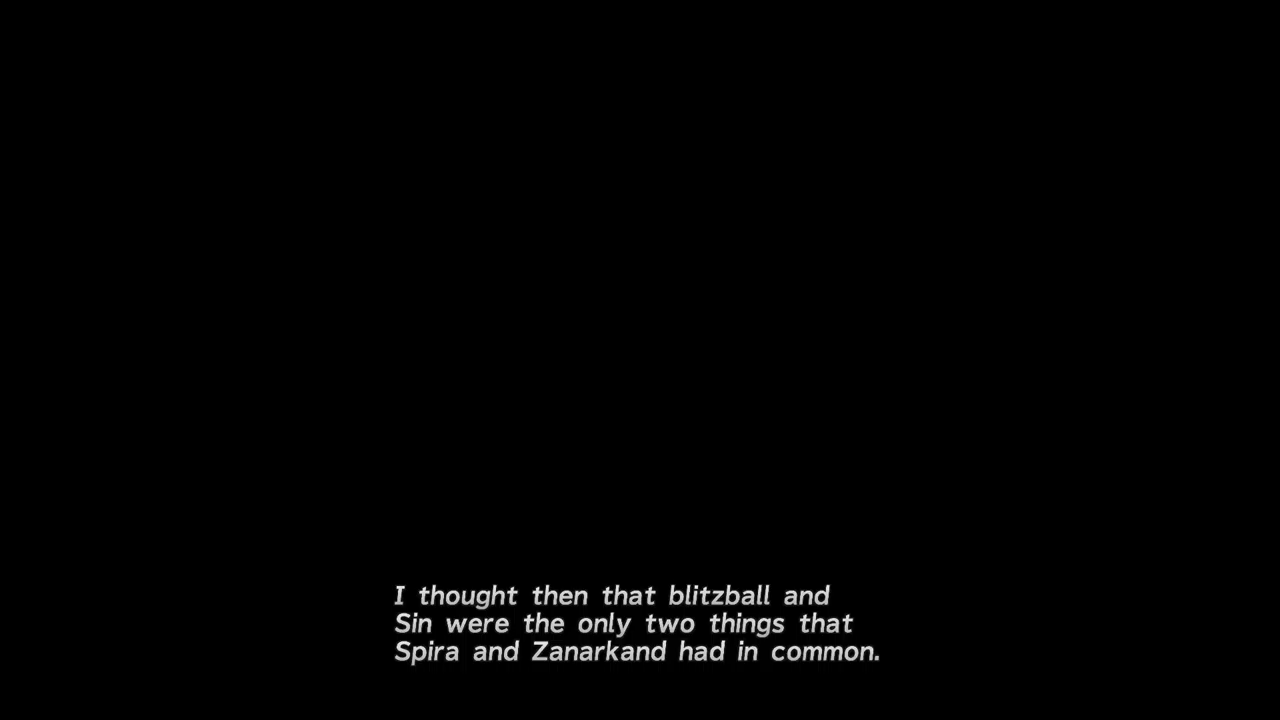 I thought then that blitzball and
Sin were the only two things that
Spira and Zanarkand had in common.